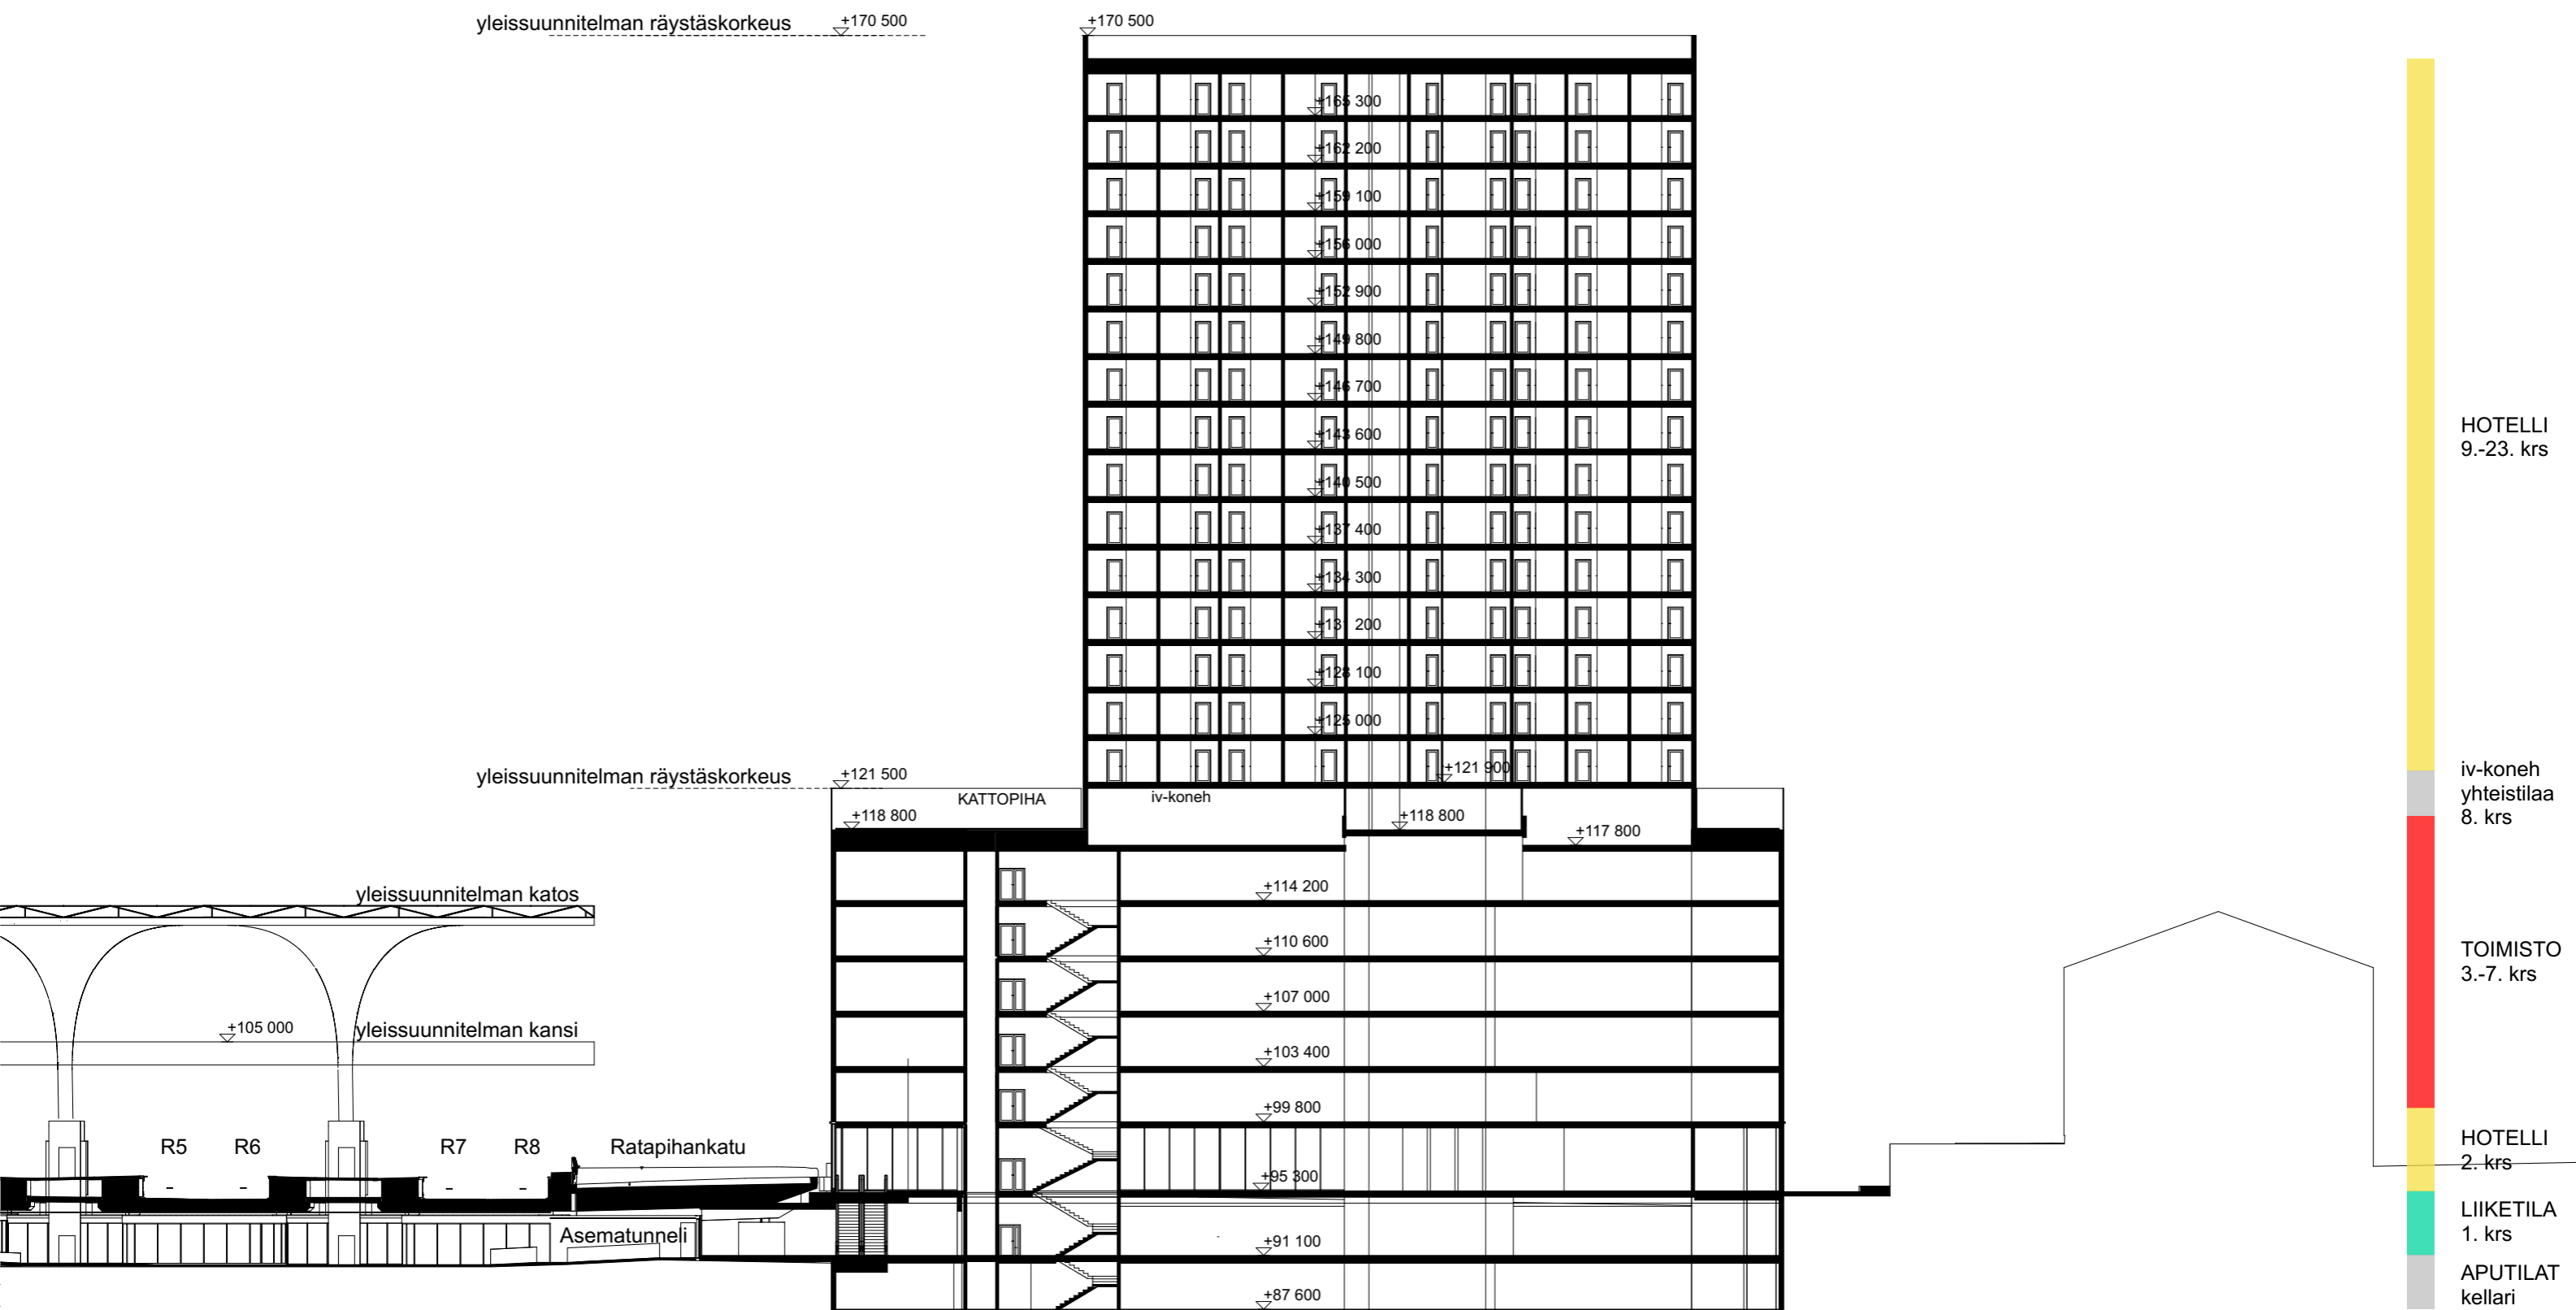 yleissuunnitelman räystäskorkeus
+170 500
+170 500
+165 300
+162 200
+159 100
+156 000
+152 900
+149 800
+146 700
+143 600
+140 500
+137 400
+134 300
+131 200
+128 100
+125 000
+121 900
yleissuunnitelman räystäskorkeus
+121 500
KATTOPIHA
iv-koneh
+118 800
+118 800
+117 800
+114 200
+110 600
+107 000
+103 400
+99 800
+95 300
+91 100
+87 600
yleissuunnitelman katos
+105 000
yleissuunnitelman kansi
R5
R6
R7
R8
Ratapihankatu
Asematunneli
HOTELLI
9.-23. krs
iv-koneh
yhteistilaa
8. krs
TOIMISTO
3.-7. krs
HOTELLI
2. krs
LIIKETILA
1. krs
APUTILAT
kellari